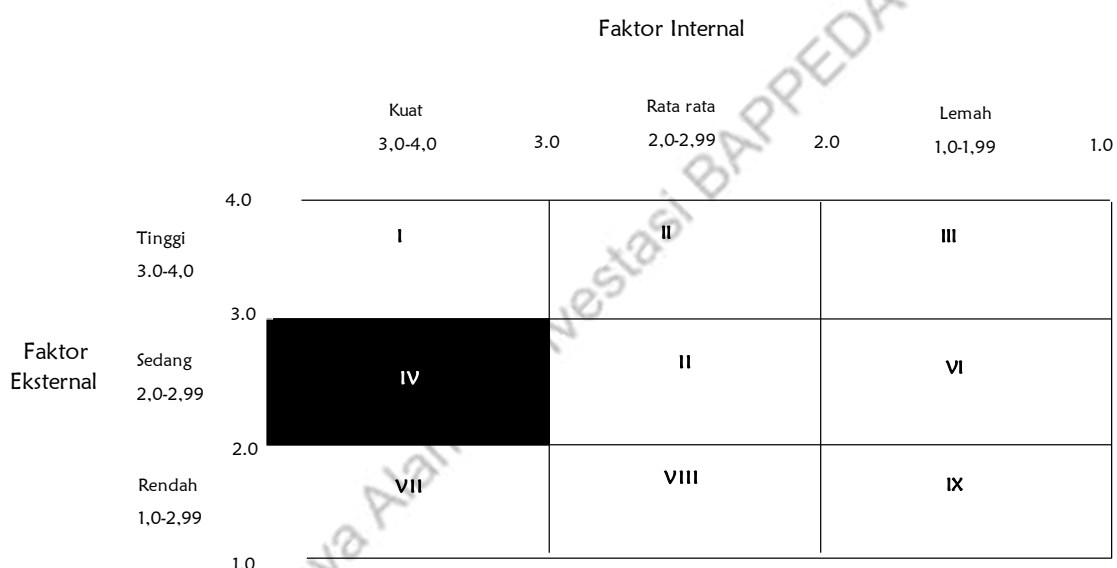 Faktor Internal
Kuat
Rata rata
Lemah
3,0-4,0
3.0
2,0-2,99
2.0
1,0-1,99
1.0
4.0
Tinggi
3.0-4,0
I
II
III
3.0
Faktor
Eksternal
Sedang
2,0-2,99
IV
II
VI
2.0
Rendah
1,0-2,99
VII
VIII
IX
1.0
BAPPEDA